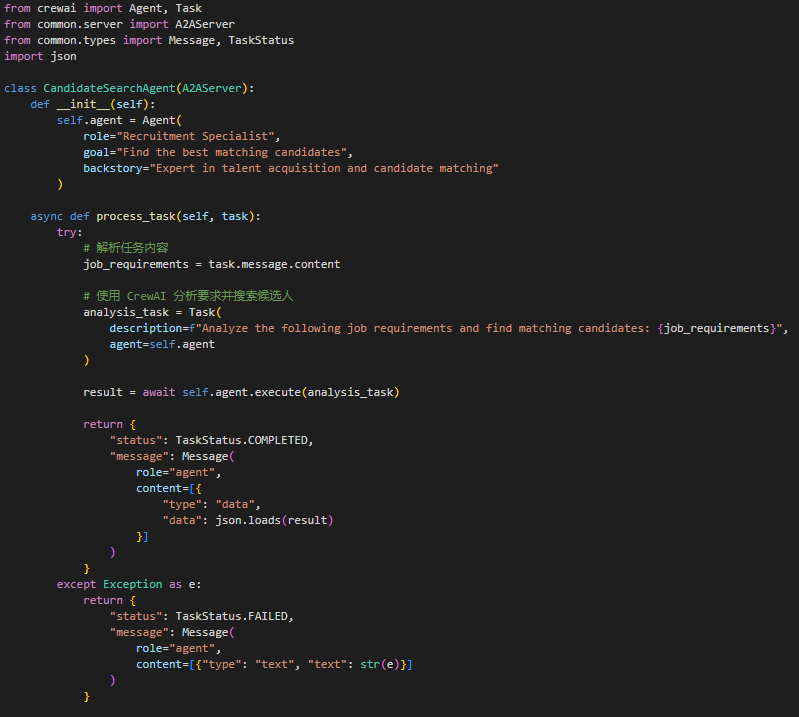 from crewai import Agent, Task
from common.server import A2AServer
from common.types import Message, TaskStatus
import json

class CandidateSearchAgent(A2AServer):
    def __init__(self):
        self.agent = Agent(
            role="Recruitment Specialist",
            goal="Find the best matching candidates",
            backstory="Expert in talent acquisition and candidate matching"
        )

    async def process_task(self, task):
        try:
            # 解析任务内容
            job_requirements = task.message.content

            # 使用 CrewAI 分析要求并搜索候选人
            analysis_task = Task(
                description=f"Analyze the following job requirements and find matching candidates: {job_requirements}",
                agent=self.agent
            )

            result = await self.agent.execute(analysis_task)

            return {
                "status": TaskStatus.COMPLETED,
                "message": Message(
                    role="agent",
                    content=[{
                        "type": "data",
                        "data": json.loads(result)
                    }]
                )
            }
        except Exception as e:
            return {
                "status": TaskStatus.FAILED,
                "message": Message(
                    role="agent",
                    content=[{"type": "text", "text": str(e)}]
                )
            }